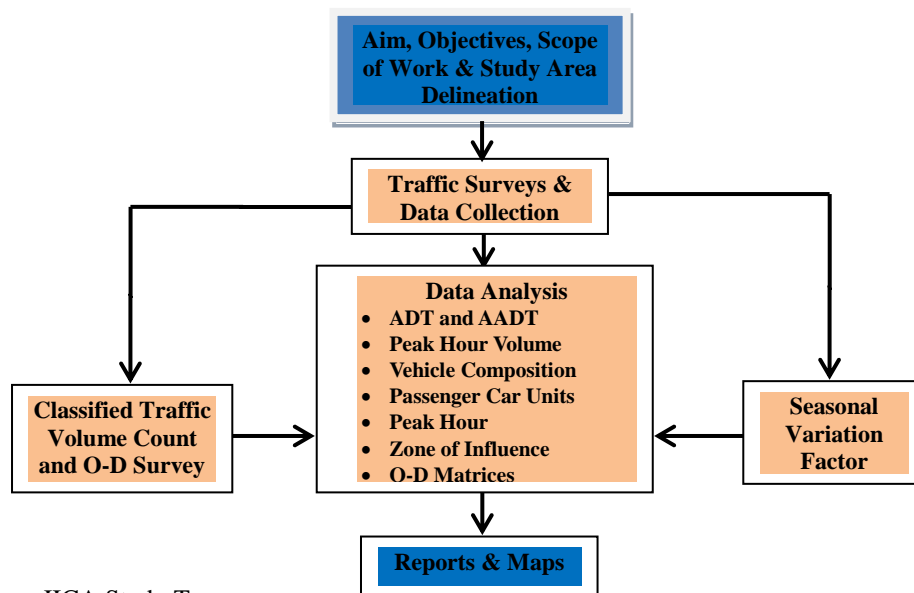 Aim, Objectives, Scope
of Work & Study Area
Delineation
Traffic Surveys &
Data Collection
Data Analysis
• ADT and AADT
• Peak Hour Volume
• Vehicle Composition
• Passenger Car Units
• Peak Hour
• Zone of Influence
• O-D Matrices
Classified Traffic
Volume Count
and O-D Survey
Seasonal
Variation
Factor
Reports & Maps